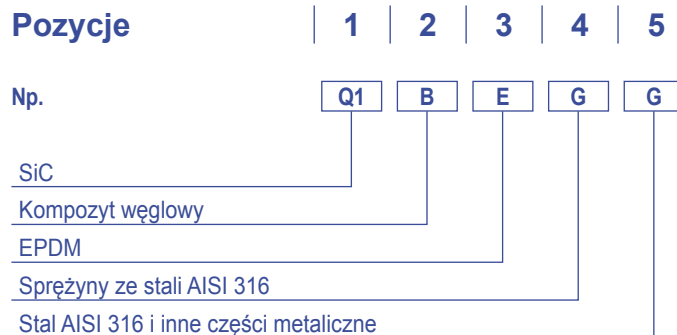 Pozycje 1 2 3 4 5
Np. Q1 B E G G
SiC
Kompozyt węglowy
EPDM
Sprężyny ze stali AISI 316
Stal AISI 316 i inne części metaliczne